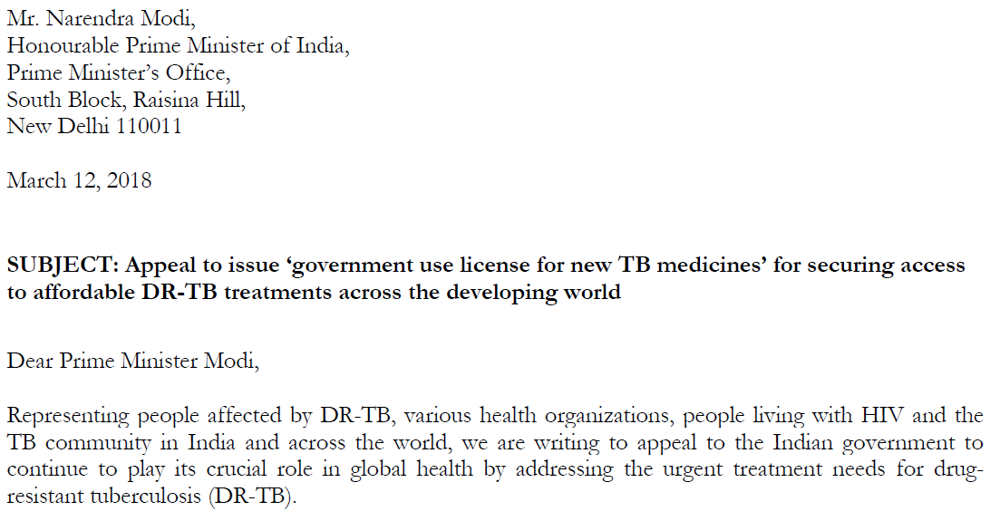 Mr. Narendra Modi,
Honourable Prime Minister of India,
Prime Minister’s Office,
South Block, Raisina Hill,
New Delhi 110011
March 12, 2018
SUBJECT: Appeal to issue ‘government use license for new TB medicines’ for securing access
to affordable DR-TB treatments across the developing world
Dear Prime Minister Modi,
Representing people affected by DR-TB, various health organizations, people living with HIV and the
TB community in India and across the world, we are writing to appeal to the Indian government to
continue to play its crucial role in global health by addressing the urgent treatment needs for drug-
resistant tuberculosis (DR-TB).